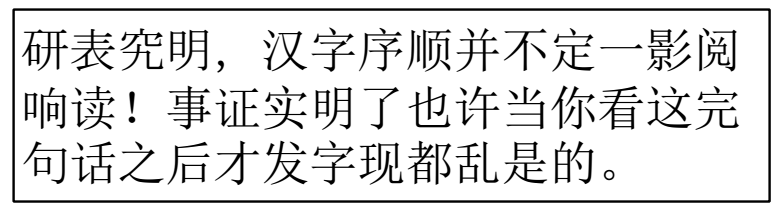 研表究明，汉字序顺并不定一影阅
响读！事证实明了也许当你看这完
句话之后才发字现都乱是的。